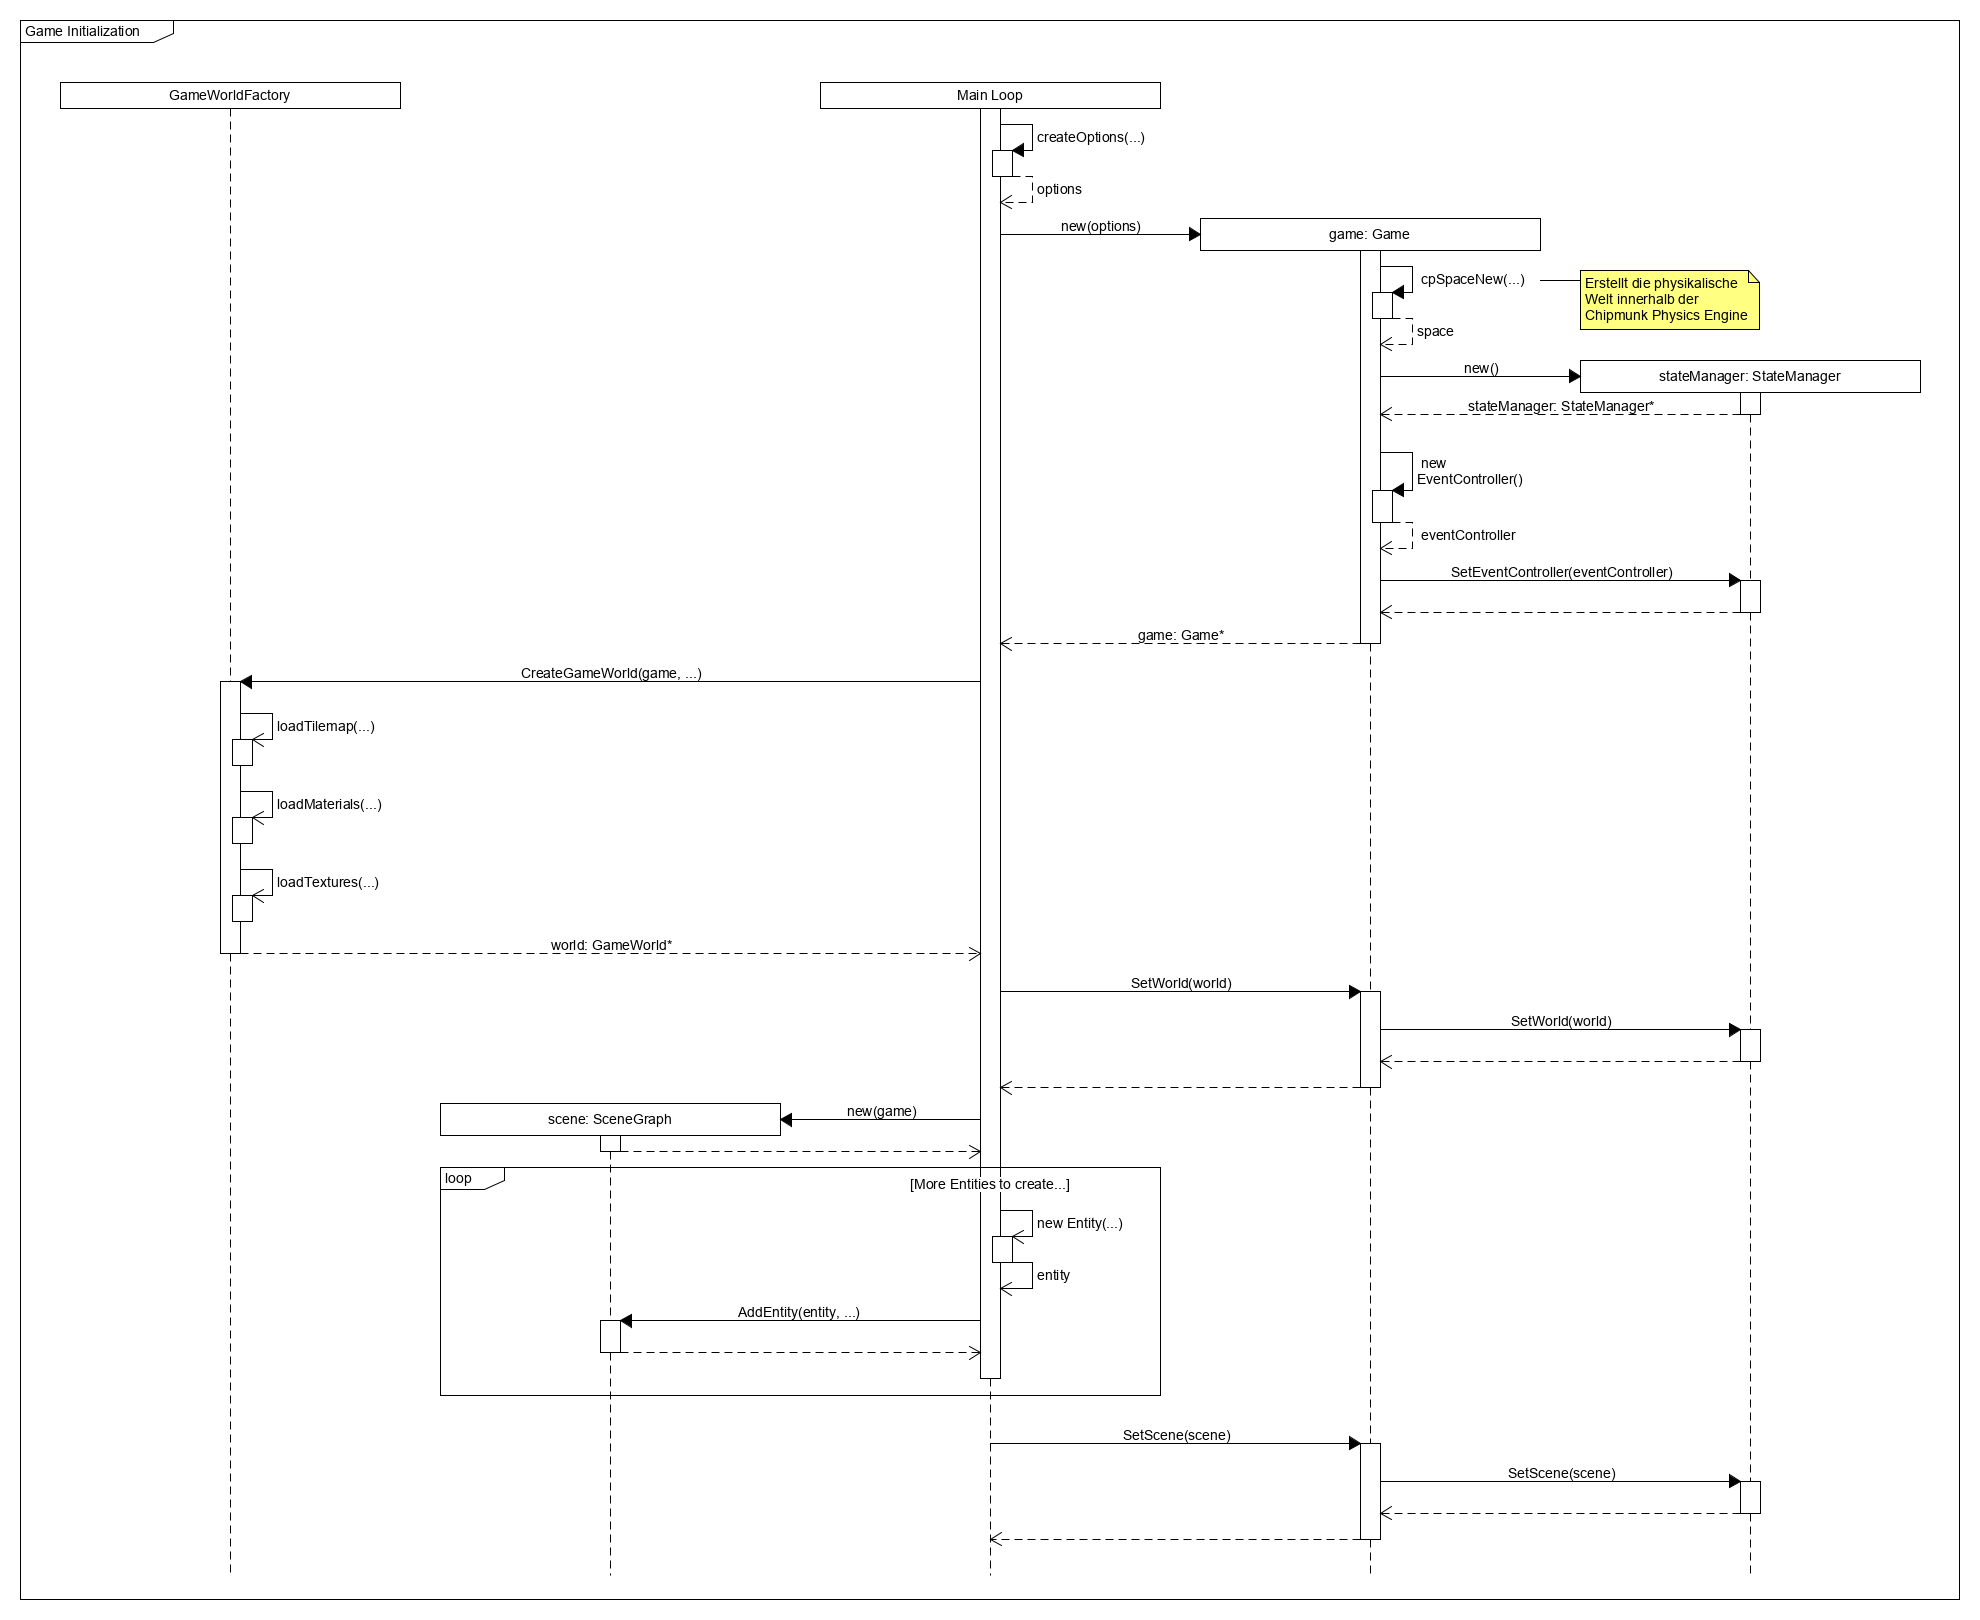 Game Initialization
GameWorldFactory
Main Loop
createOptions(...)
options
new(options)
game: Game
cpSpaceNew(...)
Erstellt die physikalische
Welt innerhalb der
Chipmunk Physics Engine
space
new()
stateManager: StateManager
stateManager: StateManager*
new
EventController()
eventController
SetEventController(eventController)
game: Game*
CreateGameWorld(game, ...)
loadTilemap(...)
loadMaterials(...)
loadTextures(...)
world: GameWorld*
SetWorld(world)
SetWorld(world)
scene: SceneGraph
new(game)
loop
[More Entities to create...]
new Entity(...)
entity
AddEntity(entity, ...)
SetScene(scene)
SetScene(scene)